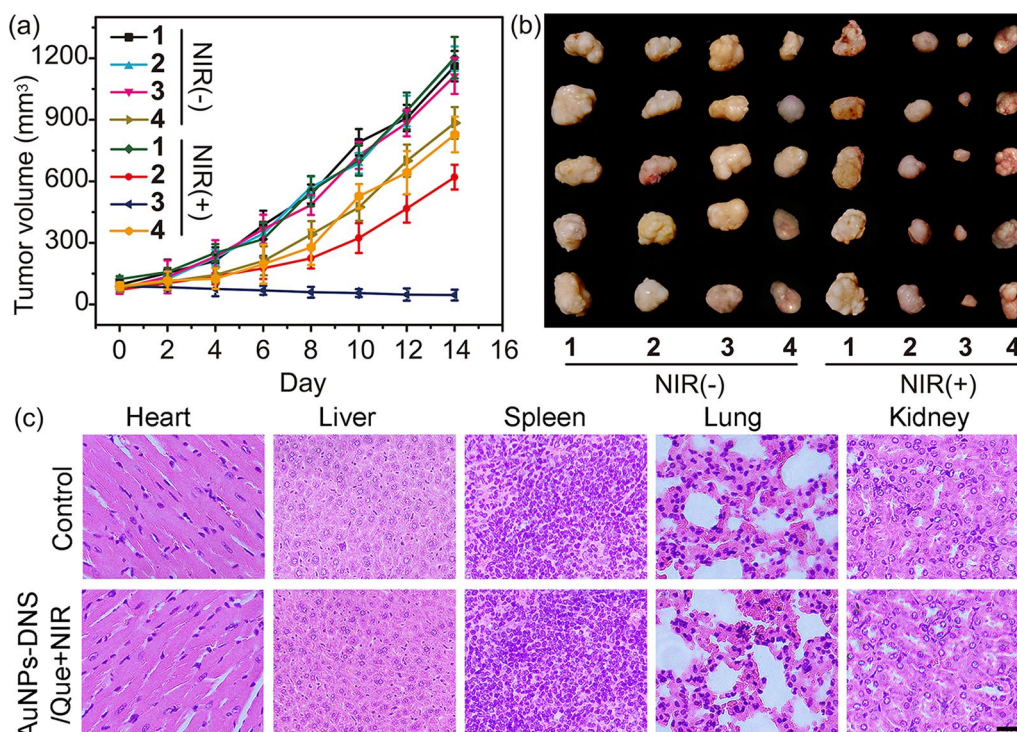 (a)
Tumor volume (mm³)
1200
900
600
300
0
0 2 4 6 8 10 12 14 16
Day
1
2
3
4
NIR(-)
1
2
3
4
NIR(+)
(b)
1 2 3 4 1 2 3 4
NIR(-) NIR(+)
(c)
Heart Liver Spleen Lung Kidney
Control
AuNPs-DNS
/Que+NIR